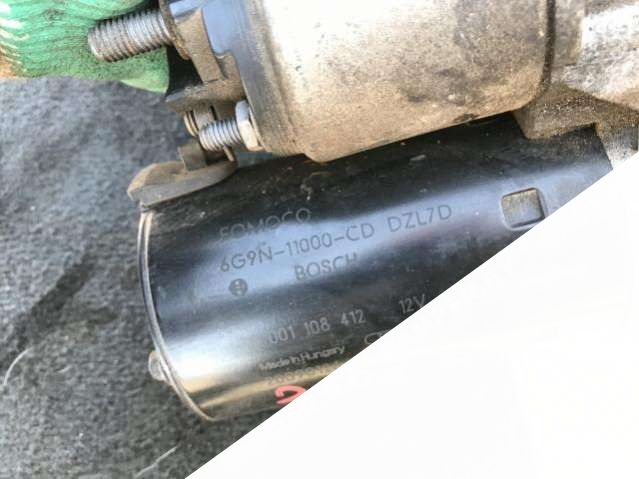 FOMOCO
6G9N-11000-CD DZL7D
BOSCH
001 108 412 12V
Made in Hungary